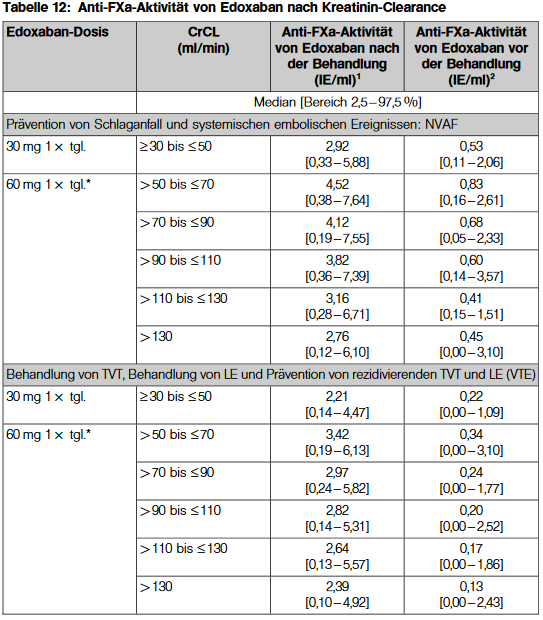 Tabelle 12: Anti-FXa-Aktivität von Edoxaban nach Kreatinin-Clearance
Edoxaban-Dosis CrCL Anti-FXa-Aktivität Anti-FXa-Aktivität
(ml/min) von Edoxaban nach von Edoxaban vor
der Behandlung der Behandlung
(IE/ml)¹ (IE/ml)²
Median [Bereich 2,5–97,5 %]
Prävention von Schlaganfall und systemischen embolischen Ereignissen: NVAF
30 mg 1 × tgl. ≥30 bis ≤50 2,92 0,53
[0,33–5,88] [0,11–2,06]
60 mg 1 × tgl.* >50 bis ≤70 4,52 0,83
[0,38–7,64] [0,16–2,61]
>70 bis ≤90 4,12 0,68
[0,19–7,55] [0,05–2,33]
>90 bis ≤110 3,82 0,60
[0,36–7,39] [0,14–3,57]
>110 bis ≤130 3,16 0,41
[0,28–6,71] [0,15–1,51]
>130 2,76 0,45
[0,12–6,10] [0,00–3,10]
Behandlung von TVT, Behandlung von LE und Prävention von rezidivierenden TVT und LE (VTE)
30 mg 1 × tgl. ≥30 bis ≤50 2,21 0,22
[0,14–4,47] [0,00–1,09]
60 mg 1 × tgl.* >50 bis ≤70 3,42 0,34
[0,19–6,13] [0,00–3,10]
>70 bis ≤90 2,97 0,24
[0,24–5,82] [0,00–1,77]
>90 bis ≤110 2,82 0,20
[0,14–5,31] [0,00–2,52]
>110 bis ≤130 2,64 0,17
[0,13–5,57] [0,00–1,86]
>130 2,39 0,13
[0,10–4,92] [0,00–2,43]